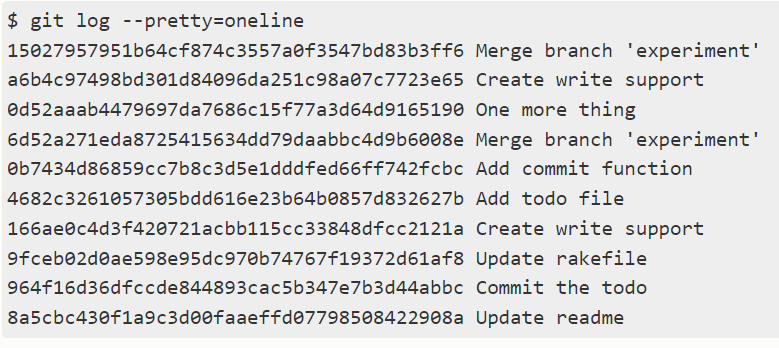 $ git log --pretty=oneline
15027957951b64cf874c3557a0f3547bd83b3ff6 Merge branch 'experiment'
a6b4c97498bd301d84096da251c98a07c7723e65 Create write support
0d52aaab4479697da7686c15f77a3d64d9165190 One more thing
6d52a271eda8725415634dd79daabbc4d9b6008e Merge branch 'experiment'
0b7434d86859cc7b8c3d5e1dddfed66ff742fcbc Add commit function
4682c3261057305bdd616e23b64b0857d832627b Add todo file
166ae0c4d3f420721acbb115cc33848dfcc2121a Create write support
9fceb02d0ae598e95dc970b74767f19372d61af8 Update rakefile
964f16d36dfccde844893cac5b347e7b3d44abbc Commit the todo
8a5cbc430f1a9c3d00faaeffd07798508422908a Update readme